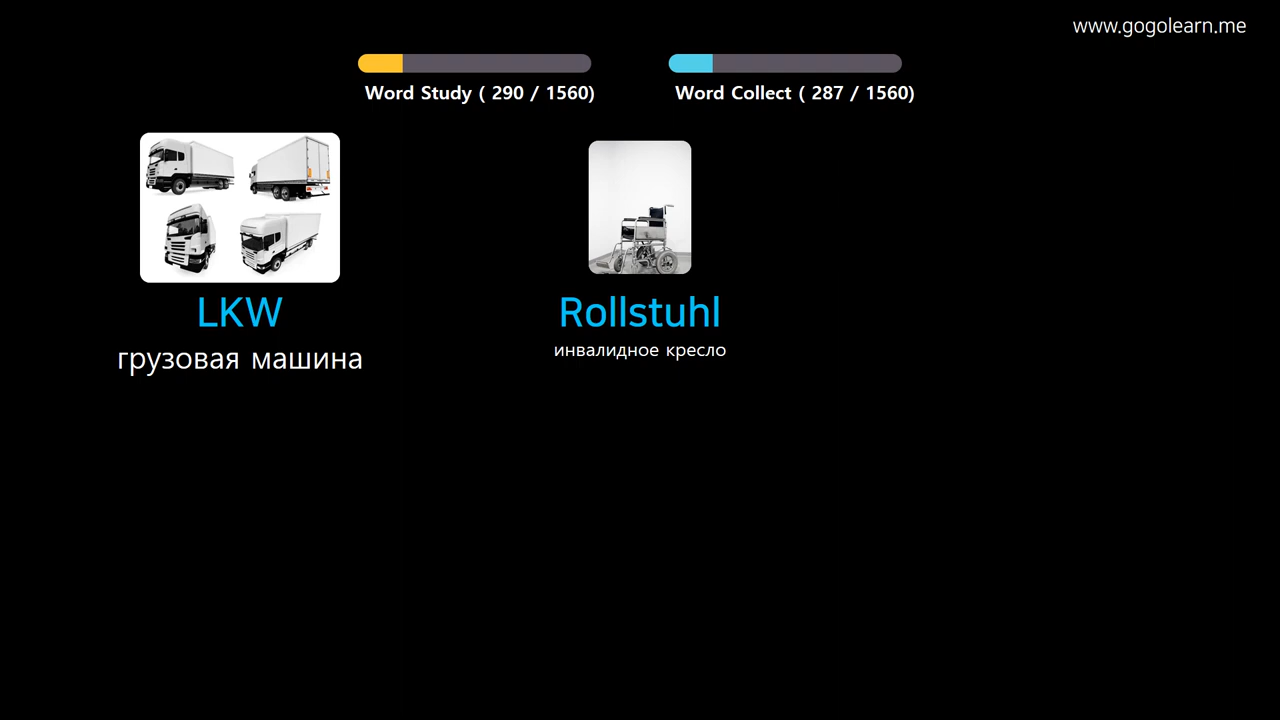 www.gogolearn.me
Word Study ( 290 / 1560)
Word Collect ( 287 / 1560)
LKW
грузовая машина
Rollstuhl
инвалидное кресло